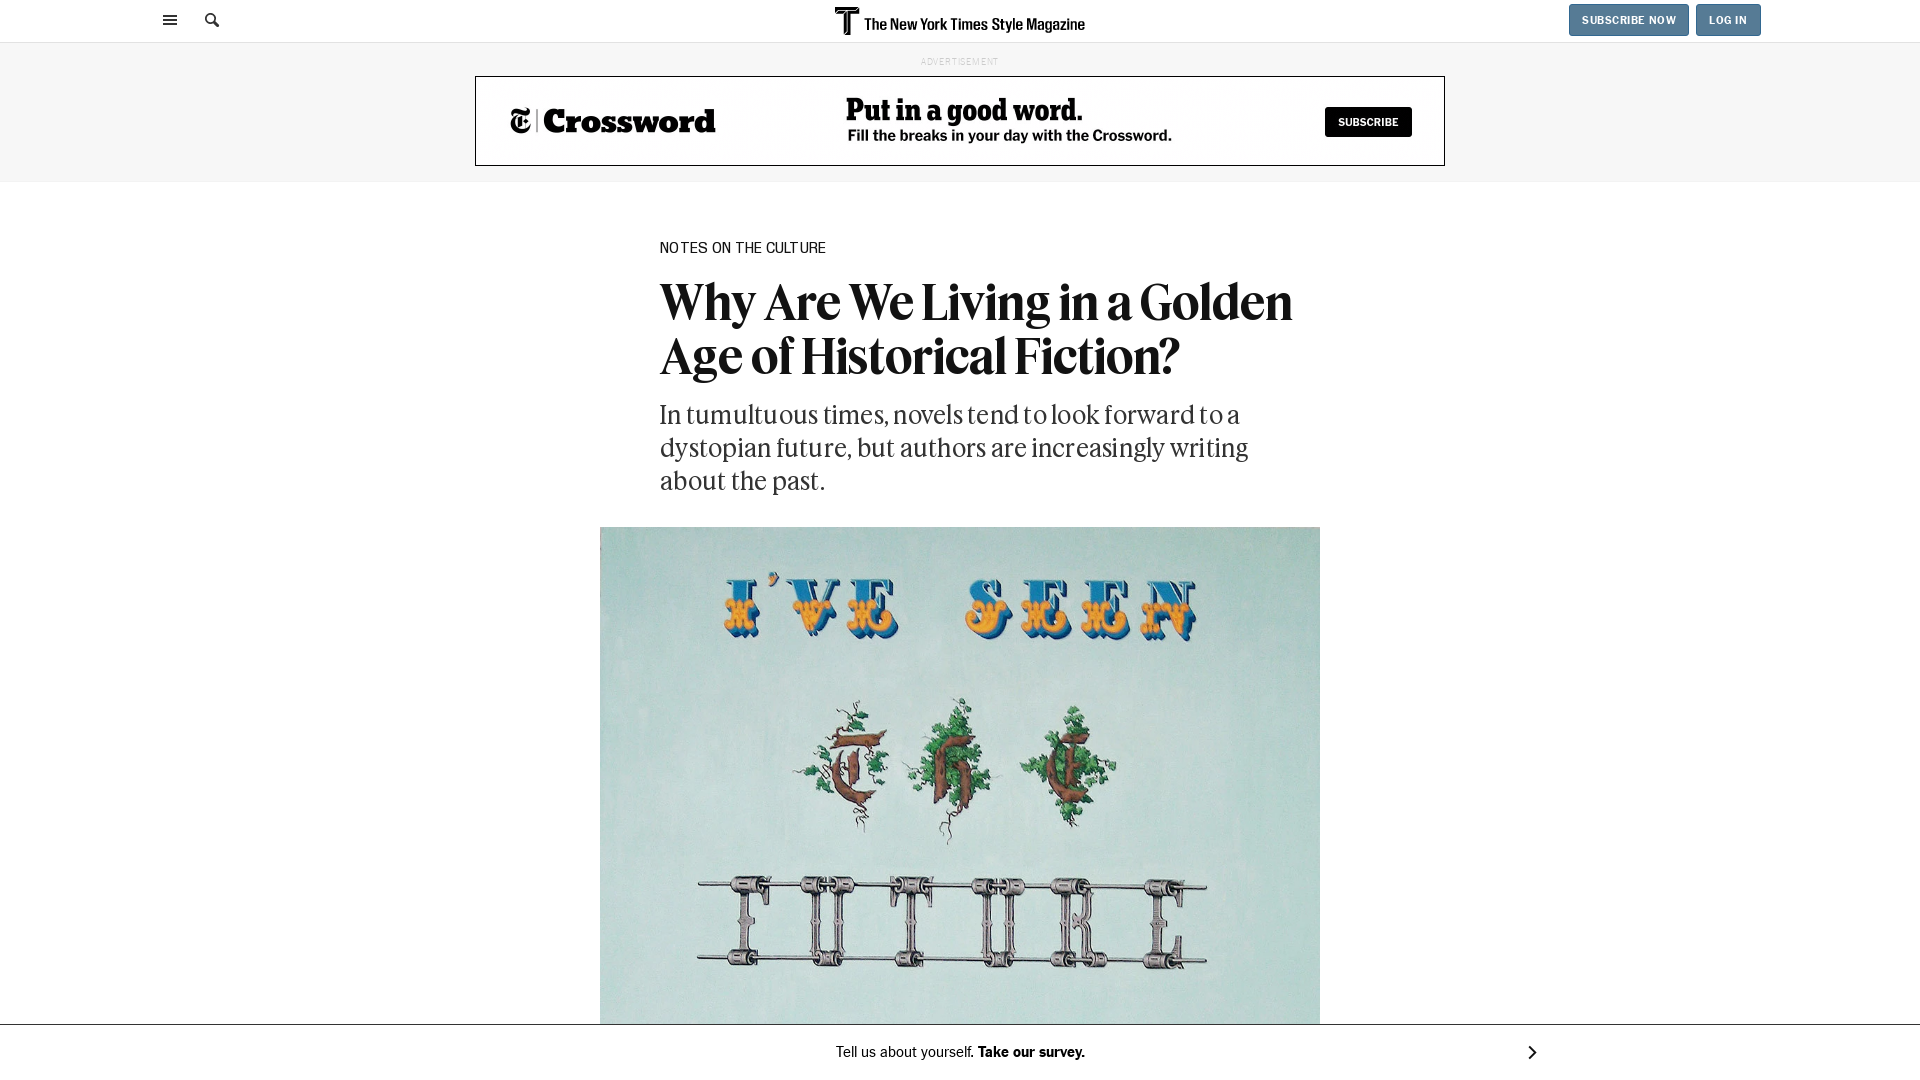 The New York Times Style Magazine
SUBSCRIBE NOW
LOG IN
ADVERTISEMENT
Crossword
Put in a good word.
Fill the breaks in your day with the Crossword.
SUBSCRIBE
NOTES ON THE CULTURE
Why Are We Living in a Golden
Age of Historical Fiction?
In tumultuous times, novels tend to look forward to a
dystopian future, but authors are increasingly writing
about the past.
I'VE SEEN
THE
FUTURE
Tell us about yourself. Take our survey.